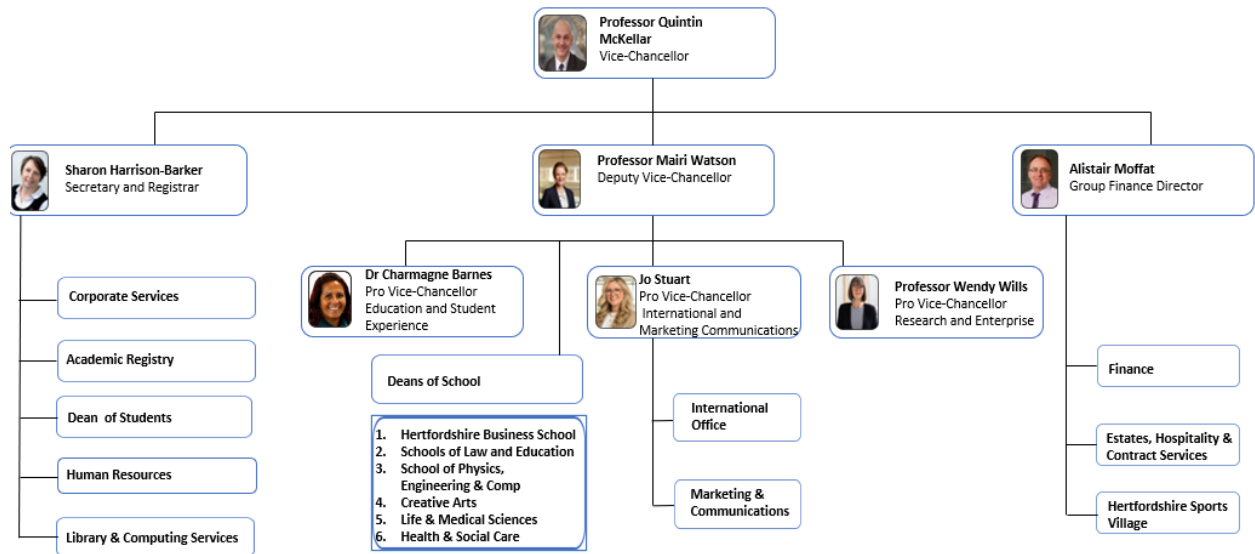 Professor Quintin
McKellar
Vice-Chancellor
Sharon Harrison-Barker
Secretary and Registrar
Professor Mairi Watson
Deputy Vice-Chancellor
Alistair Moffat
Group Finance Director
Dr Charmagne Barnes
Pro Vice-Chancellor
Education and Student
Experience
Jo Stuart
Pro Vice-Chancellor
International and
Marketing Communications
Professor Wendy Wills
Pro Vice-Chancellor
Research and Enterprise
Corporate Services
Academic Registry
Dean of Students
Human Resources
Library & Computing Services
Deans of School
1. Hertfordshire Business School
2. Schools of Law and Education
3. School of Physics,
Engineering & Comp
4. Creative Arts
5. Life & Medical Sciences
6. Health & Social Care
International
Office
Marketing &
Communications
Finance
Estates, Hospitality &
Contract Services
Hertfordshire Sports
Village